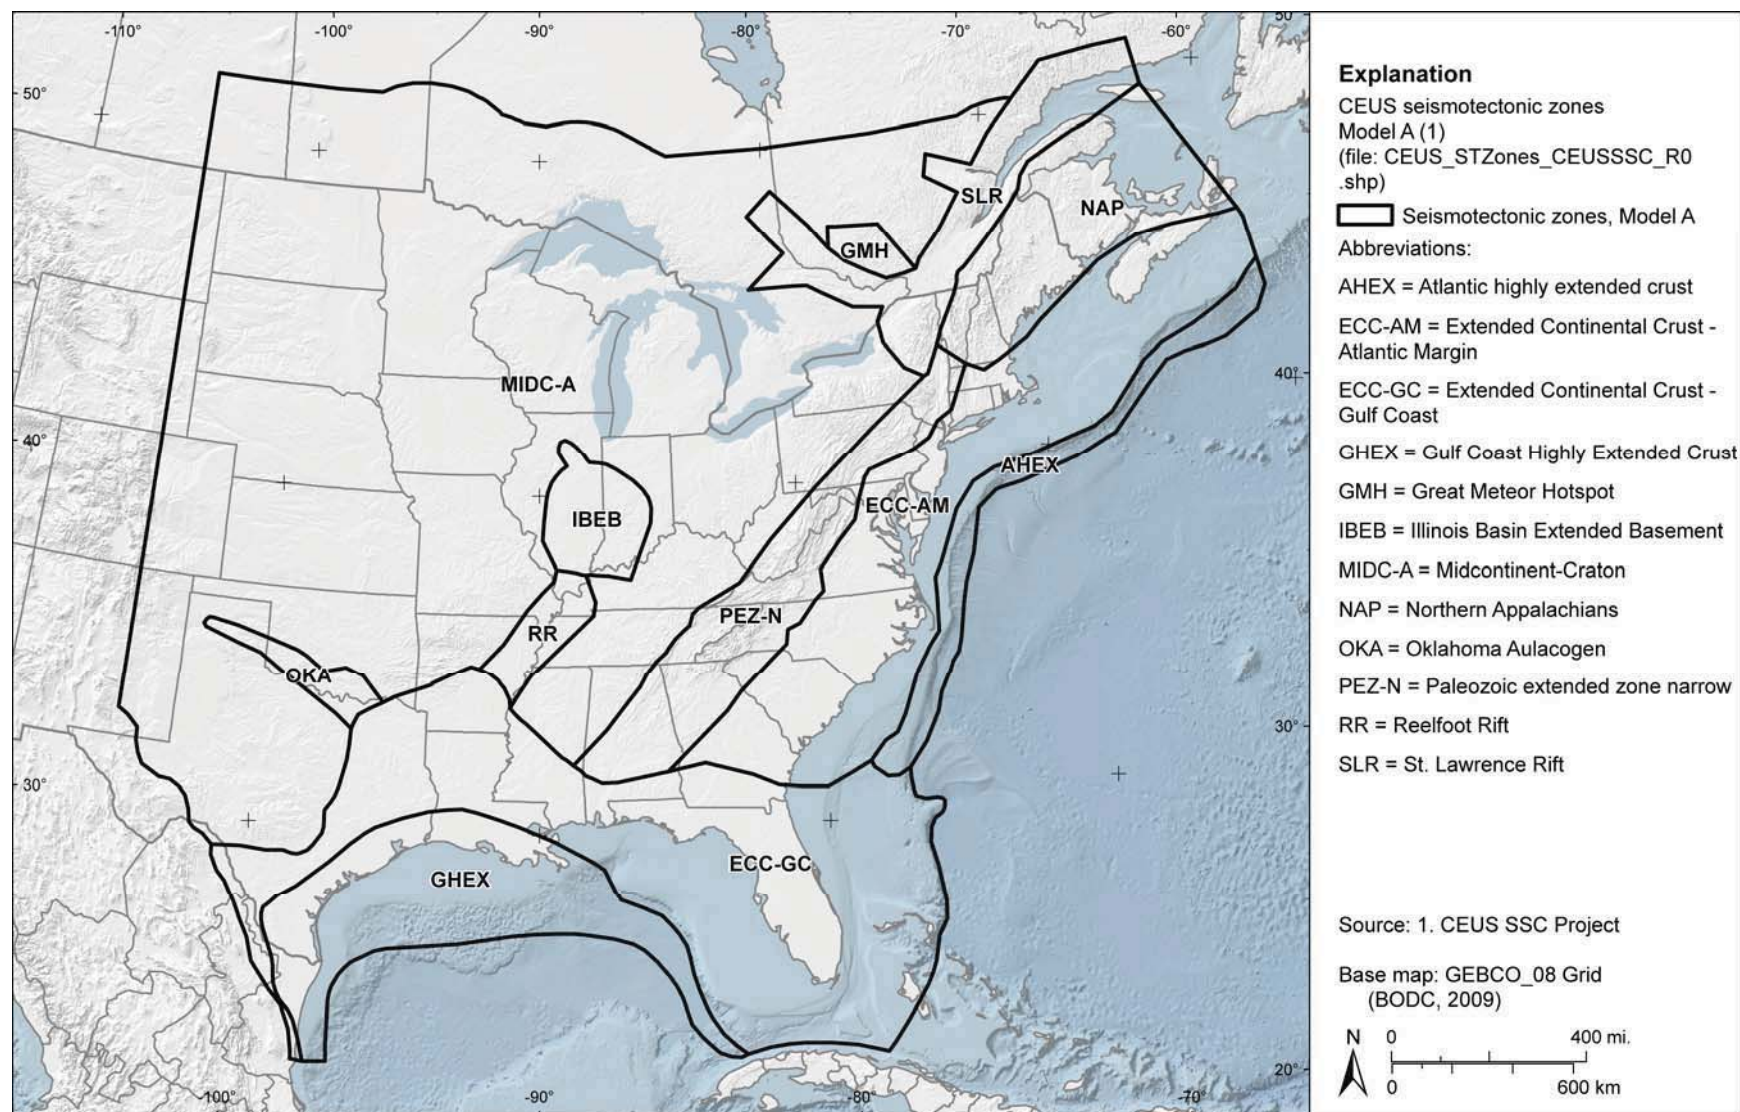 -110°
-100°
-90°
-80°
-70°
-60°
50°
50°
SLR
NAP
GMH
40°
MIDC-A
40°
AHEX
ECC-AM
IBEB
PEZ-N
RR
OKA
30°
30°
ECC-GC
GHEX
20°
-100°
-90°
-80°
-70°
Explanation
CEUS seismotectonic zones
Model A (1)
(file: CEUS_STZones_CEUSSSC_R0
.shp)
Seismotectonic zones, Model A
Abbreviations:
AHEX = Atlantic highly extended crust
ECC-AM = Extended Continental Crust -
Atlantic Margin
ECC-GC = Extended Continental Crust -
Gulf Coast
GHEX = Gulf Coast Highly Extended Crust
GMH = Great Meteor Hotspot
IBEB = Illinois Basin Extended Basement
MIDC-A = Midcontinent-Craton
NAP = Northern Appalachians
OKA = Oklahoma Aulacogen
PEZ-N = Paleozoic extended zone narrow
RR = Reelfoot Rift
SLR = St. Lawrence Rift
Source: 1. CEUS SSC Project
Base map: GEBCO_08 Grid
(BODC, 2009)
N
0 400 mi.
0 600 km